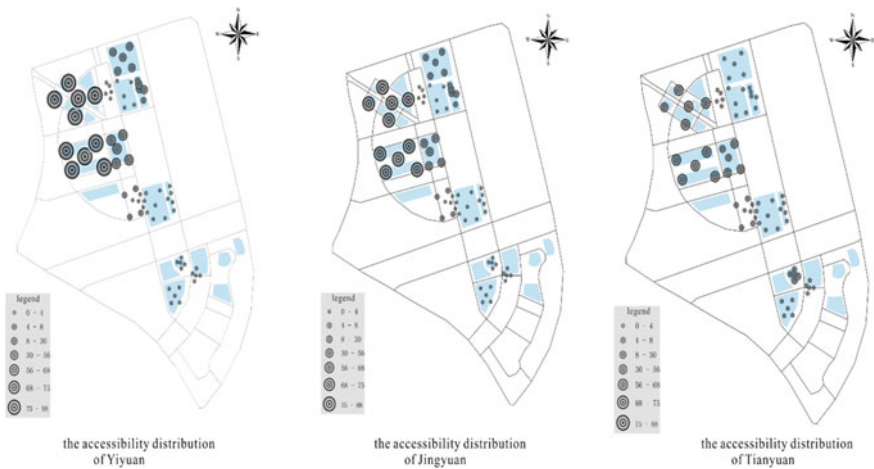 N
W
E
S
N
W
E
S
N
W
E
S
legend
0 - 4
4 - 8
8 - 30
30 - 56
56 - 68
68 - 75
75 - 88
legend
0 - 4
4 - 8
8 - 30
30 - 56
56 - 68
68 - 75
75 - 88
legend
0 - 4
4 - 8
8 - 30
30 - 56
56 - 68
68 - 75
75 - 88
the accessibility distribution
of Yiyuan
the accessibility distribution
of Jingyuan
the accessibility distribution
of Tianyuan